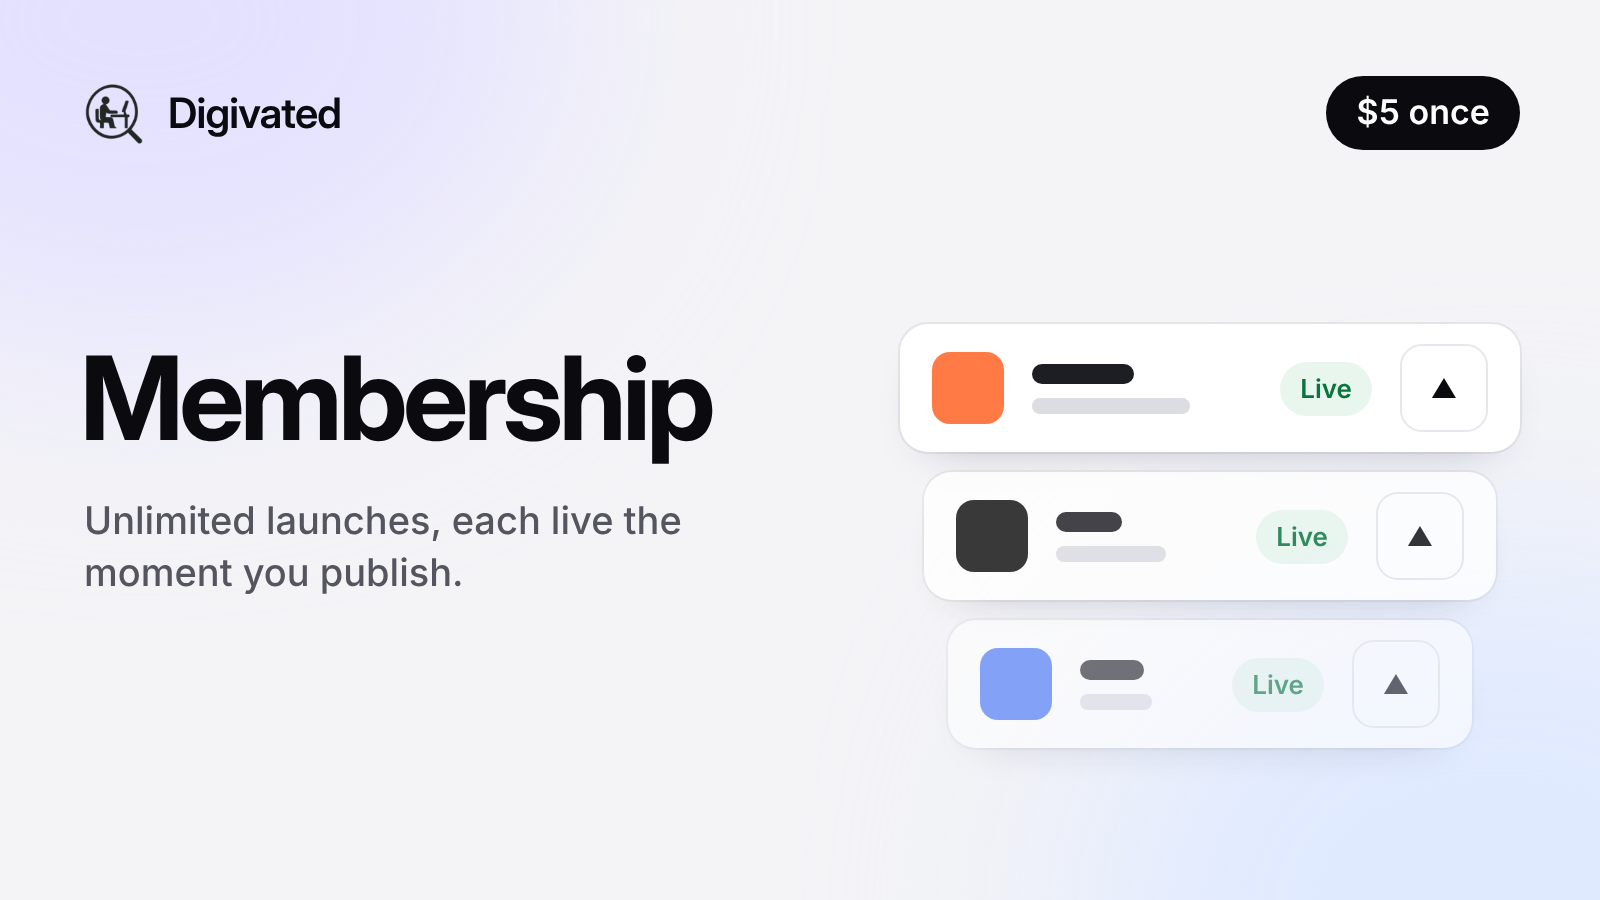 Digivated
$5 once
Membership
Unlimited launches, each live the
moment you publish.
Live
Live
Live